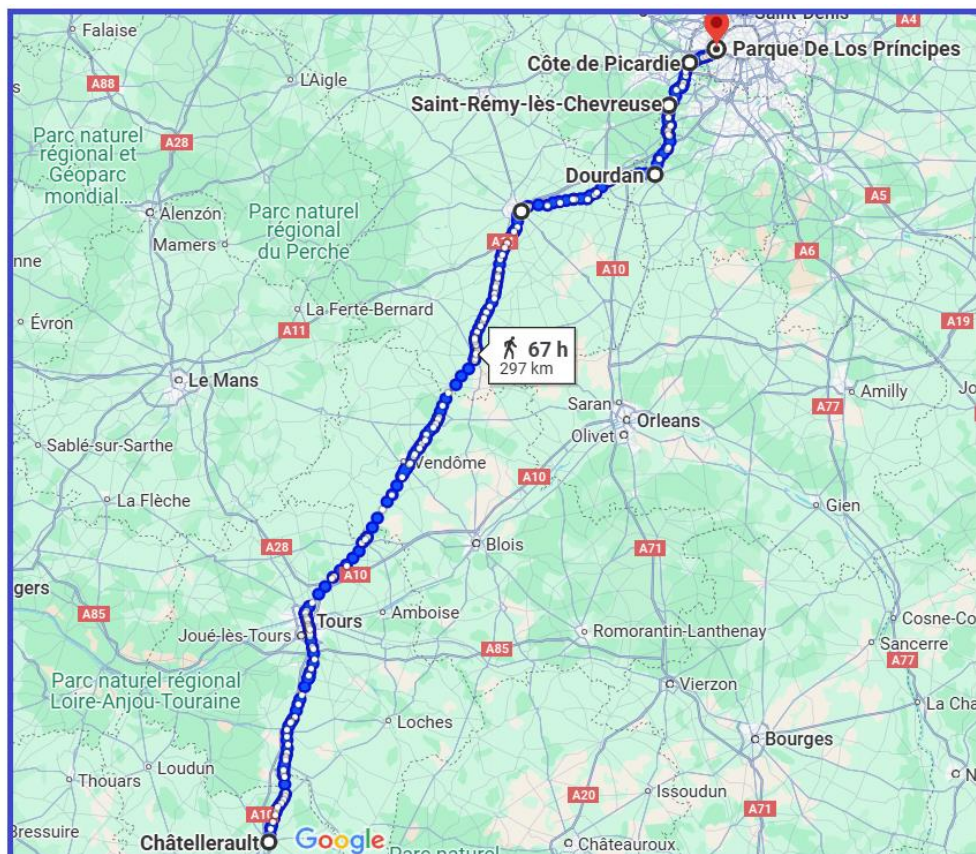 Falaise
Saint-Denis
A4
Parque De Los Príncipes
Côte de Picardie
L'Aigle
A88
Saint-Rémy-lès-Chevreuse
Parc naturel
régional et
Géoparc
mondial...
A28
Dourdan
A5
Alenzón
Parc naturel
régional
du Perche
Mamers
A11
A10
A6
La Ferté-Bernard
Évron
A11
A19
67 h
297 km
Le Mans
Saran
Orleans
Olivet
A77
Amilly
Sablé-sur-Sarthe
Vendôme
A10
La Flèche
Gien
A28
Blois
A71
A10
gers
A85
Tours
Amboise
Joué-lès-Tours
Romorantin-Lanthenay
A85
Cosne-Co
Sancerre
A77
Parc naturel régional
Loire-Anjou-Touraine
Vierzon
Loches
La Cha
Bourges
Thouars
Loudun
A20
Issoudun
A71
A10
Bressuire
Châtellerault
Google
Châteauroux
Parc naturel